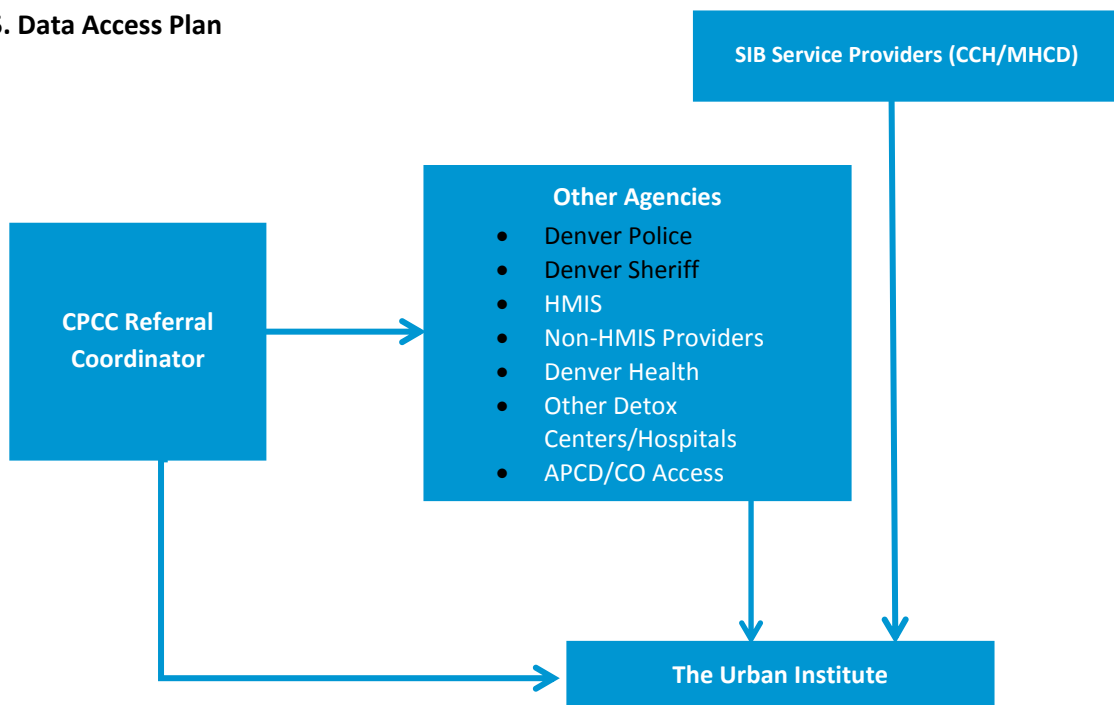 . Data Access Plan
SIB Service Providers (CCH/MHCD)
Other Agencies
• Denver Police
• Denver Sheriff
• HMIS
• Non-HMIS Providers
• Denver Health
• Other Detox
Centers/Hospitals
• APCD/CO Access
CPCC Referral
Coordinator
The Urban Institute